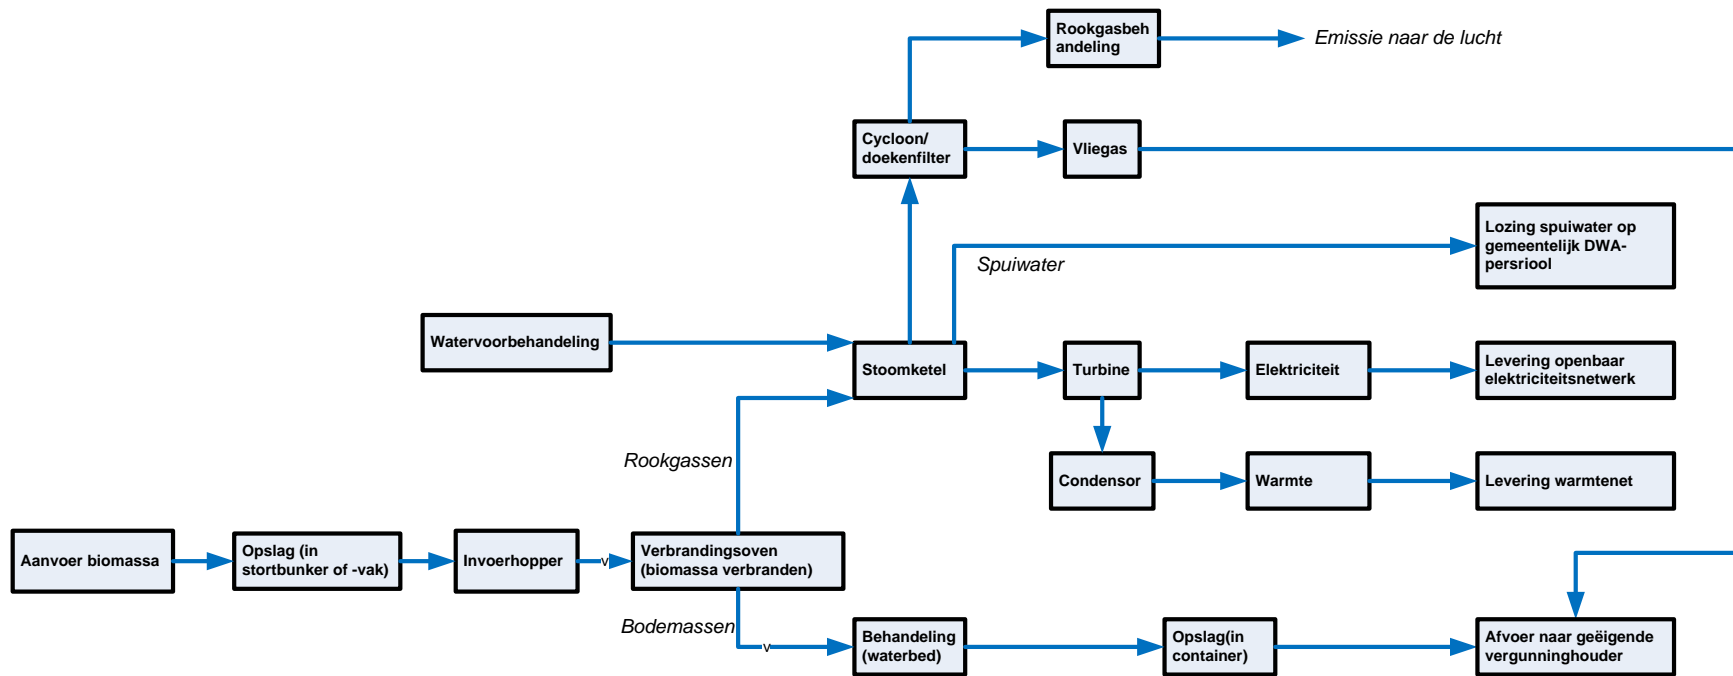 Rookgasbeh
andeling
Emissie naar de lucht
Cycloon/
doekenfilter
Vliegas
Lozing spuiwater op
gemeentelijk DWA-
persriool
Spuiwater
Watervoorbehandeling
Stoomketel
Turbine
Elektriciteit
Levering openbaar
elektriciteitsnetwerk
Rookgassen
Condensor
Warmte
Levering warmtenet
Aanvoer biomassa
Opslag (in
stortbunker of -vak)
Invoerhopper
v
Verbrandingsoven
(biomassa verbranden)
Bodemassen
v
Behandeling
(waterbed)
Opslag(in
container)
Afvoer naar geëigende
vergunninghouder